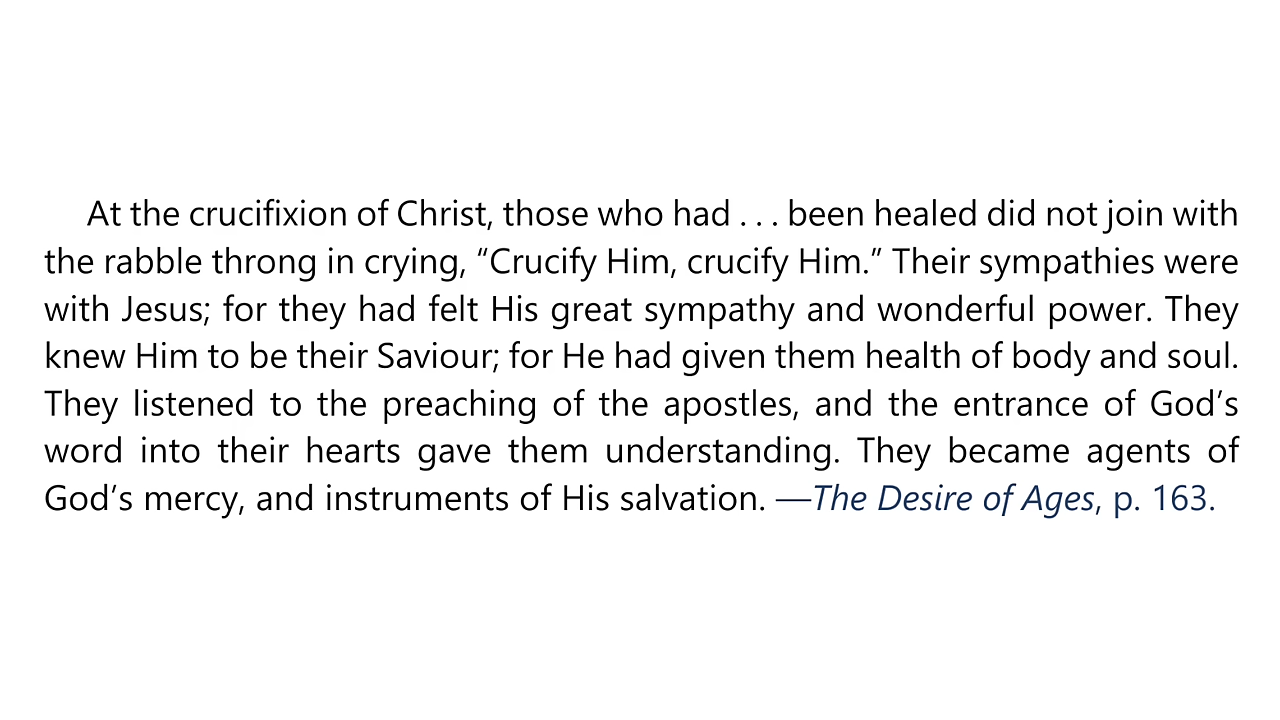 At the crucifixion of Christ, those who had . . . been healed did not join with
the rabble throng in crying, “Crucify Him, crucify Him.” Their sympathies were
with Jesus; for they had felt His great sympathy and wonderful power. They
knew Him to be their Saviour; for He had given them health of body and soul.
They listened to the preaching of the apostles, and the entrance of God’s
word into their hearts gave them understanding. They became agents of
God’s mercy, and instruments of His salvation. —The Desire of Ages, p. 163.